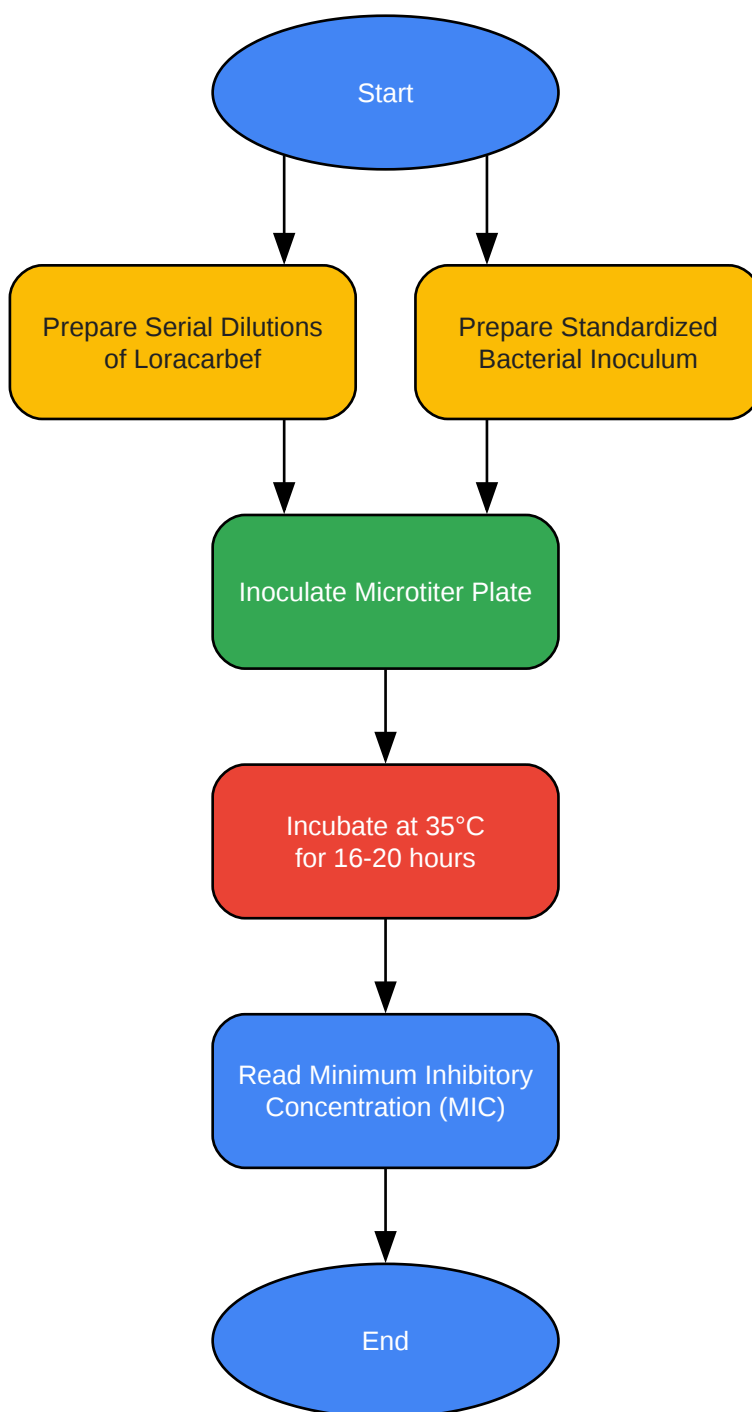 Start
Prepare Serial Dilutions
of Loracarbef
Prepare Standardized
Bacterial Inoculum
Inoculate Microtiter Plate
Incubate at 35°C
for 16-20 hours
Read Minimum Inhibitory
Concentration (MIC)
End